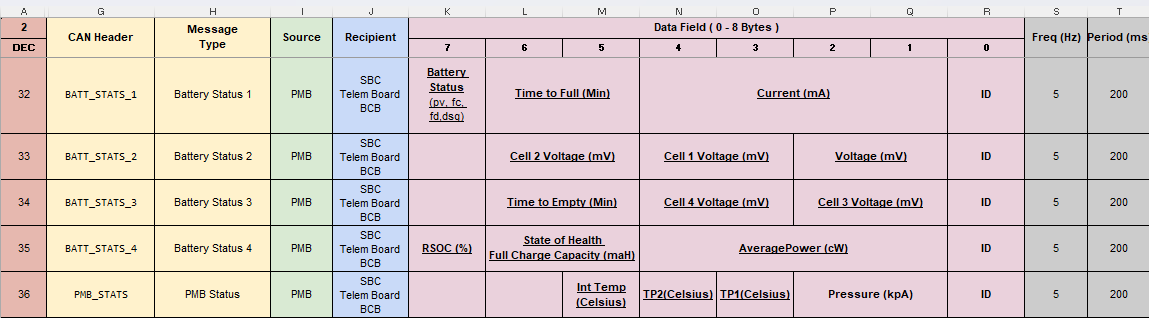 A G H I J K L M N O P Q R S T
2 CAN Header Message Type Source Recipient Data Field ( 0 - 8 Bytes ) Freq (Hz) Period (ms
DEC 7 6 5 4 3 2 1 0
32 BATT_STATS_1 Battery Status 1 PMB SBC Telem Board BCB Battery Status (pv, fc, fd,dsg) Time to Full (Min) Current (mA) ID 5 200
33 BATT_STATS_2 Battery Status 2 PMB SBC Telem Board BCB Cell 2 Voltage (mV) Cell 1 Voltage (mV) Voltage (mV) ID 5 200
34 BATT_STATS_3 Battery Status 3 PMB SBC Telem Board BCB Time to Empty (Min) Cell 4 Voltage (mV) Cell 3 Voltage (mV) ID 5 200
35 BATT_STATS_4 Battery Status 4 PMB SBC Telem Board BCB RSOC (%) State of Health Full Charge Capacity (maH) AveragePower (cW) ID 5 200
36 PMB_STATS PMB Status PMB SBC Telem Board BCB Int Temp (Celsius) TP2(Celsius) TP1(Celsius) Pressure (kpA) ID 5 200